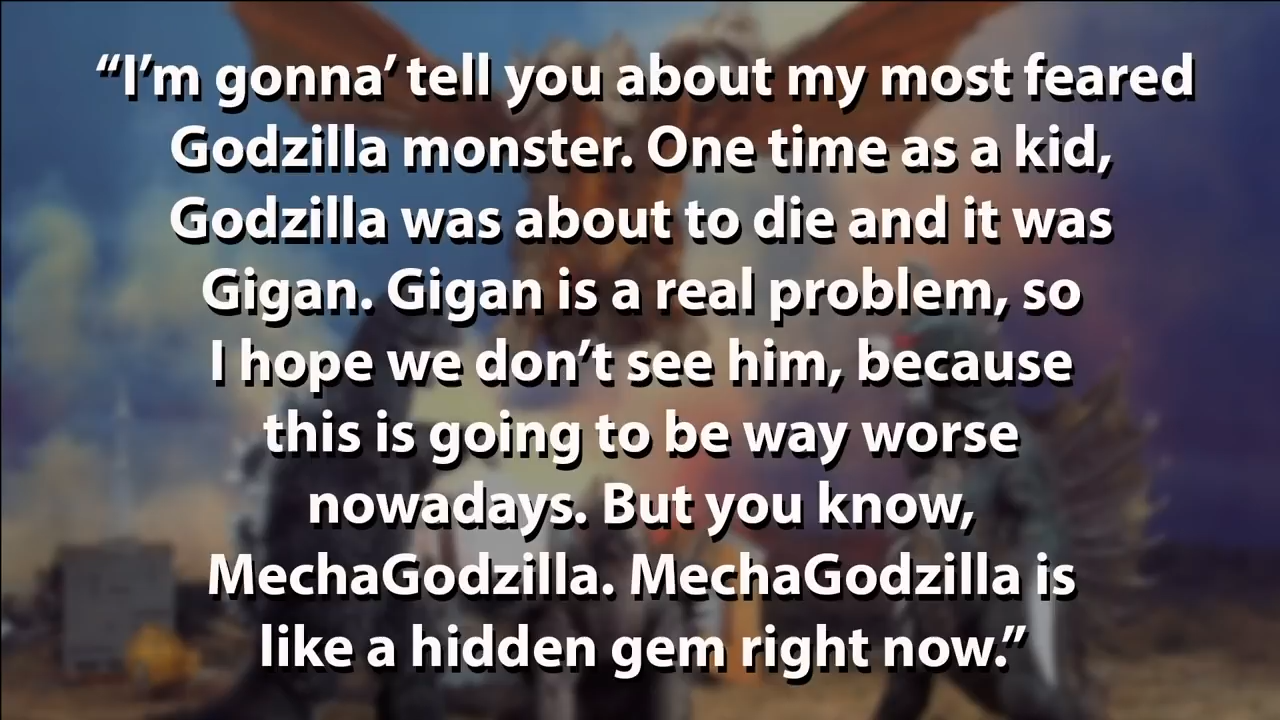 “I’m gonna’ tell you about my most feared
Godzilla monster. One time as a kid,
Godzilla was about to die and it was
Gigan. Gigan is a real problem, so
I hope we don’t see him, because
this is going to be way worse
nowadays. But you know,
MechaGodzilla. MechaGodzilla is
like a hidden gem right now.”